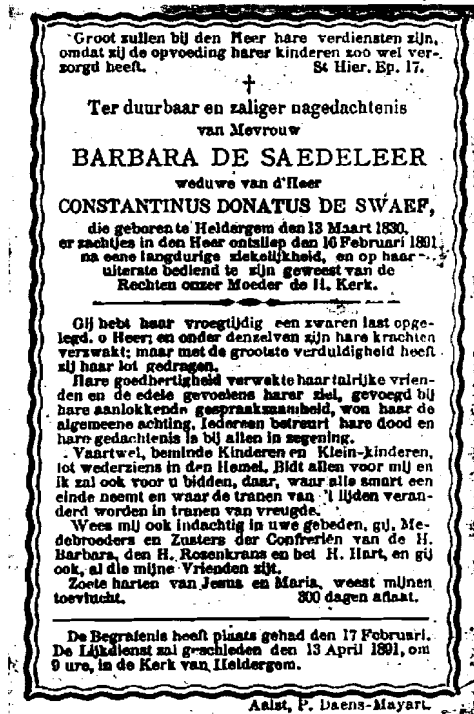 Groot zullen bij den Heer hare verdiensten zijn,
omdat zij de opvoeding harer kinderen zoo wel ver-
zorgd heeft. St Hier. Ep. 17.
†
Ter duurbaar en zaliger nagedachtenis
van Mevrouw
BARBARA DE SAEDELEER
weduwe van d'Heer
CONSTANTINUS DONATUS DE SWAEF,
die geboren te Heldergem den 13 Maart 1830,
er zachtjes in den Heer ontsliep den 16 Februari 1891
na eene langdurige ziekelijkheid, en op haar
uiterste bediend te zijn geweest van de
Rechten onzer Moeder de H. Kerk.
Gij hebt haar vroegtijdig een zwaren last opge-
legd, o Heer; en onder denzelven zijn hare krachten
verzwakt; maar met de grootste verduldigheid heeft
zij haar lot gedragen.
Hare goedhertigheid verwekte haar talrijke vrien-
den en de edele gevoelens harer ziel, gevoegd bij
hare aanlokkende gespraakzaamheid, won haar de
algemeene achting. Iedereen betreurt hare dood en
hare gedachtenis is bij allen in zegening.
Vaartwel, beminde Kinderen en Klein-kinderen,
tot wederziens in den Hemel. Bidt allen voor mij en
ik zal ook voor u bidden, daar, waar alle smart een
einde neemt en waar de tranen van 't lijden veran-
derd worden in tranen van vreugde.
Wees mij ook indachtig in uwe gebeden, gij, Me-
debroeders en Zusters der Confreriën van de H.
Barbara, den H. Rosenkrans en het H. Hart, en gij
ook, al die mijne Vrienden zijt.
Zoete harten van Jesus en Maria, weest mijnen
toevlucht. 300 dagen aflaat.
De Begrafenis heeft plaats gehad den 17 Februari.
De Lijkdienst zal geschieden den 13 April 1891, om
9 ure, in de Kerk van Heldergem.
Aalst, P. Daens-Mayart.